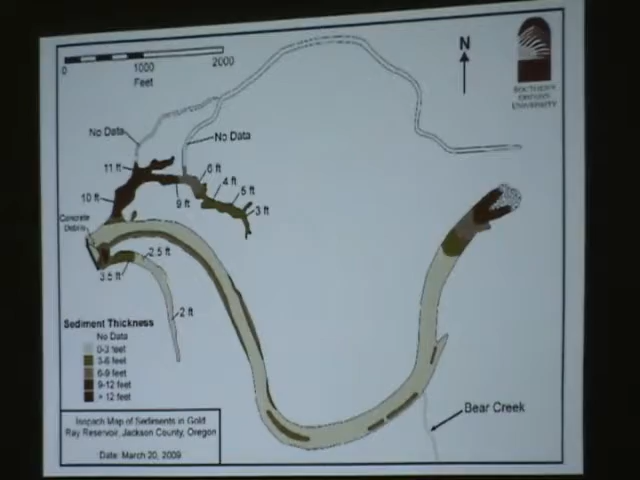 0
1000
2000
Feet
N
SOUTHERN
OREGON
UNIVERSITY
No Data
No Data
11 ft
10 ft
9 ft
6 ft
4 ft
5 ft
3 ft
Concrete
Debris
2.5 ft
3.5 ft
2 ft
Sediment Thickness
No Data
0-3 feet
3-6 feet
6-9 feet
9-12 feet
> 12 feet
Bear Creek
Isopach Map of Sediments in Gold
Ray Reservoir, Jackson County, Oregon
Date: March 20, 2009